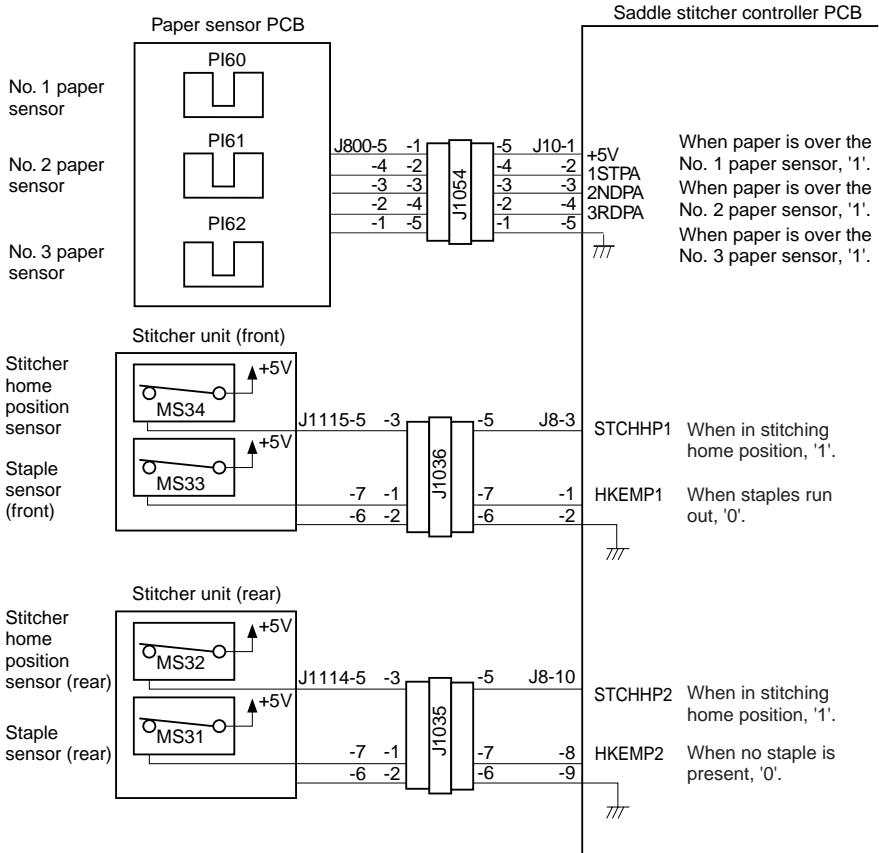 Saddle stitcher controller PCB
Paper sensor PCB
PI60
No. 1 paper
sensor
PI61
No. 2 paper
sensor
PI62
No. 3 paper
sensor
J800-5 -1 -5 J10-1 +5V
-4 -2 -4 -2 1STPA
-3 -3 -3 -3 2NDPA
-2 -4 -2 -4 3RDPA
-1 -5 -1 -5
J1054
When paper is over the
No. 1 paper sensor, '1'.
When paper is over the
No. 2 paper sensor, '1'.
When paper is over the
No. 3 paper sensor, '1'.
Stitcher unit (front)
Stitcher
home
position
sensor
+5V
MS34
Staple
sensor
(front)
+5V
MS33
J1115-5 -3 -5 J8-3 STCHHP1
When in stitching
home position, '1'.
J1036
-7 -1 -7 -1 HKEMP1
-6 -2 -6 -2
When staples run
out, '0'.
Stitcher unit (rear)
Stitcher
home
position
sensor (rear)
+5V
MS32
Staple
sensor (rear)
+5V
MS31
J1114-5 -3 -5 J8-10 STCHHP2
When in stitching
home position, '1'.
J1035
-7 -1 -7 -8 HKEMP2
-6 -2 -6 -9
When no staple is
present, '0'.